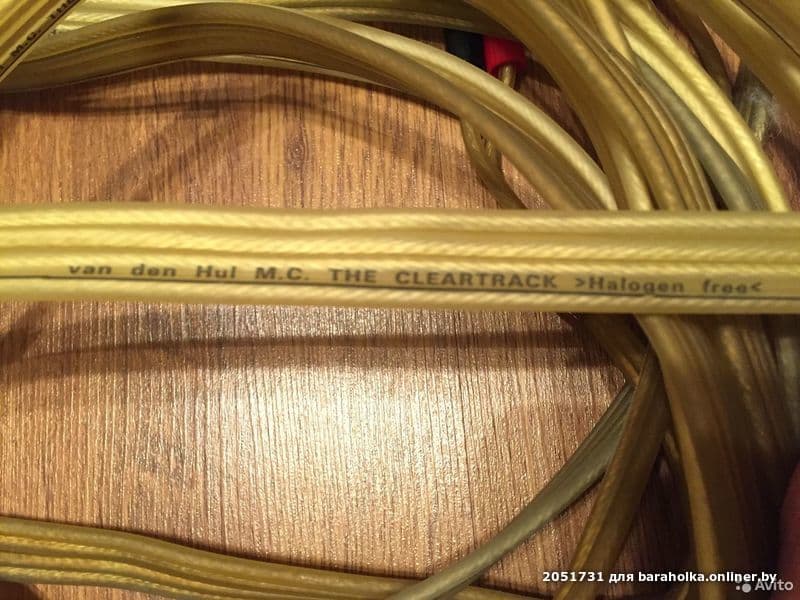 van den Hul M.C. THE CLEARTRACK >Halogen free<
2051731 для baraholka.onliner.by
Avito